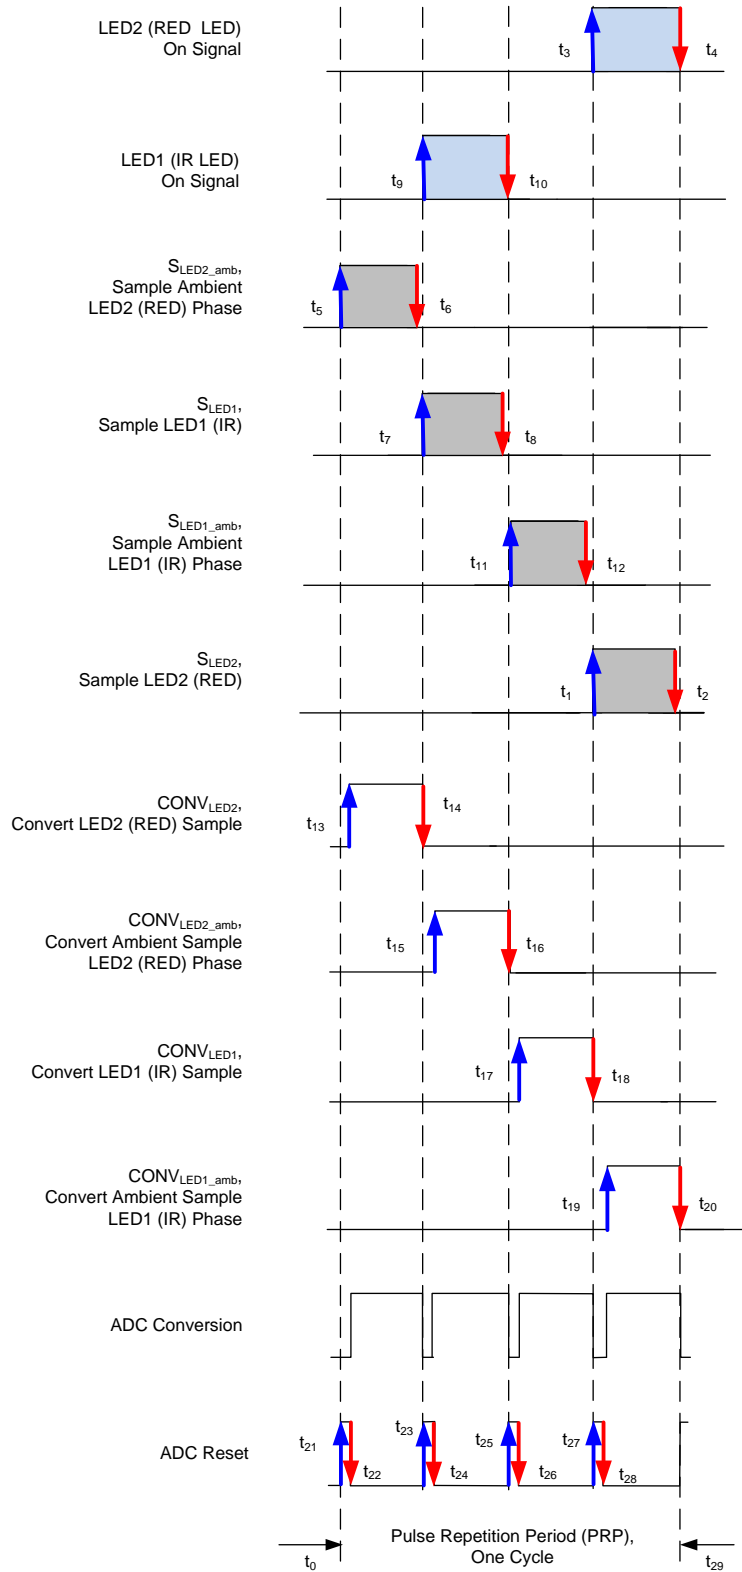 LED2 (RED LED)
On Signal
t3
t4
LED1 (IR LED)
On Signal
t9
t10
SLED2_amb,
Sample Ambient
LED2 (RED) Phase
t5
t6
SLED1,
Sample LED1 (IR)
t7
t8
SLED1_amb,
Sample Ambient
LED1 (IR) Phase
t11
t12
SLED2,
Sample LED2 (RED)
t1
t2
CONVLED2,
Convert LED2 (RED) Sample
t13
t14
CONVLED2_amb,
Convert Ambient Sample
LED2 (RED) Phase
t15
t16
CONVLED1,
Convert LED1 (IR) Sample
t17
t18
CONVLED1_amb,
Convert Ambient Sample
LED1 (IR) Phase
t19
t20
ADC Conversion
ADC Reset
t21
t22
t23
t24
t25
t26
t27
t28
t0
Pulse Repetition Period (PRP),
One Cycle
t29